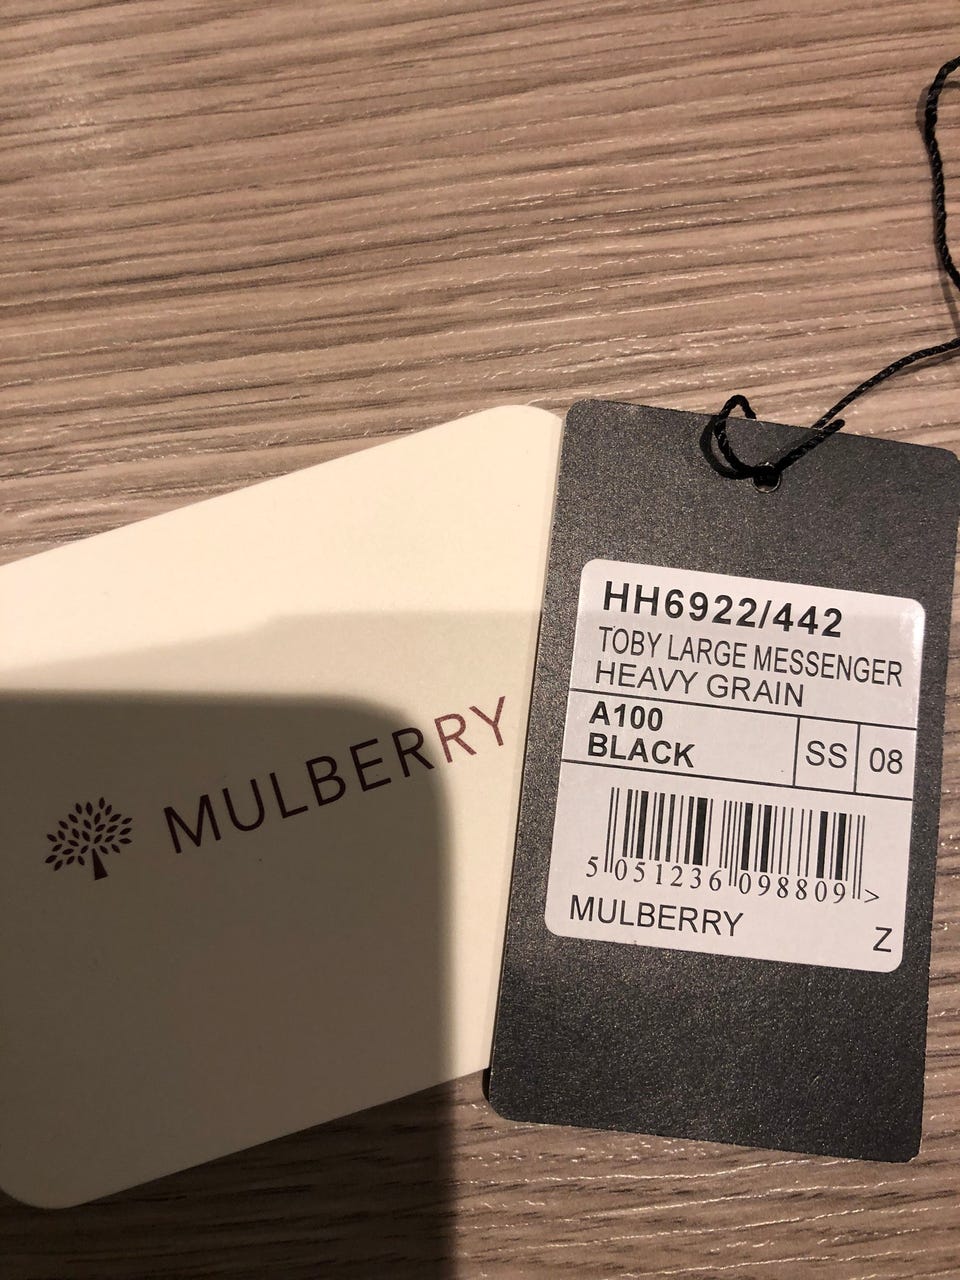 MULBERRY
HH6922/442
TOBY LARGE MESSENGER
HEAVY GRAIN
A100
BLACK
SS
08
5 051236 098809 >
MULBERRY
Z